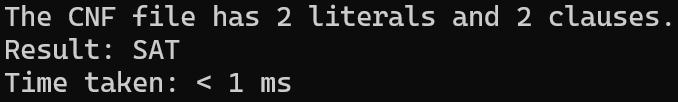 The CNF file has 2 literals and 2 clauses.
Result: SAT
Time taken: < 1 ms